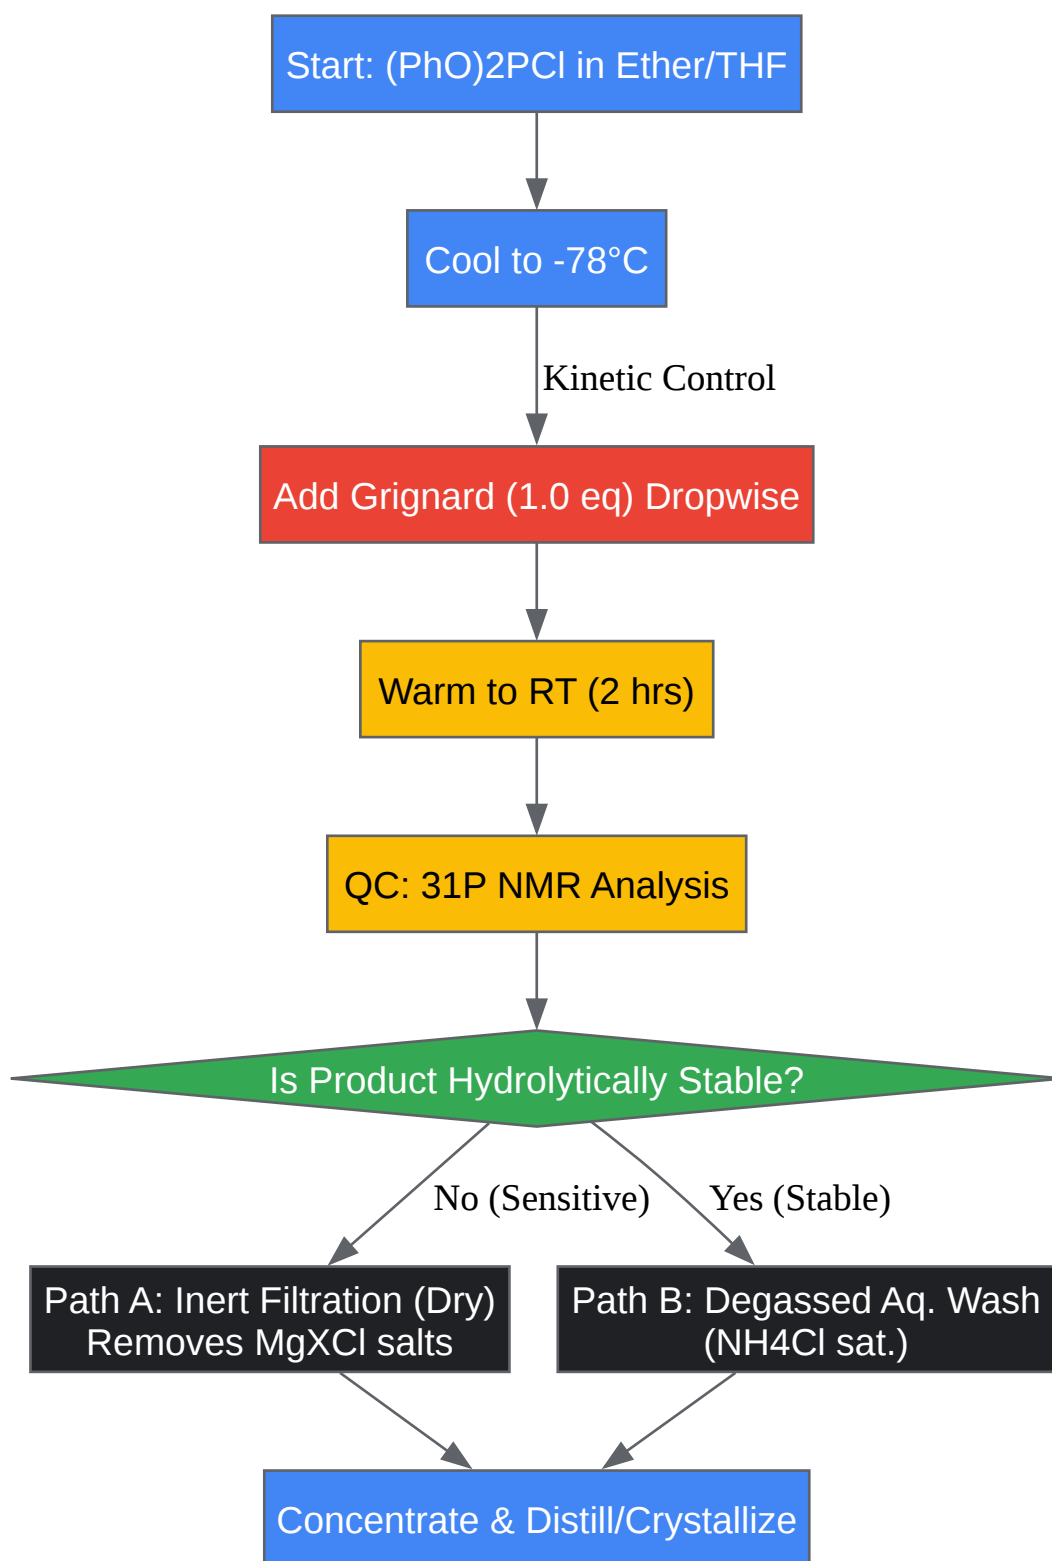 Start: (PhO)2PCl in Ether/THF
Cool to -78°C
Kinetic Control
Add Grignard (1.0 eq) Dropwise
Warm to RT (2 hrs)
QC: 31P NMR Analysis
Is Product Hydrolytically Stable?
No (Sensitive)
Yes (Stable)
Path A: Inert Filtration (Dry)
Removes MgXCl salts
Path B: Degassed Aq. Wash
(NH4Cl sat.)
Concentrate & Distill/Crystallize